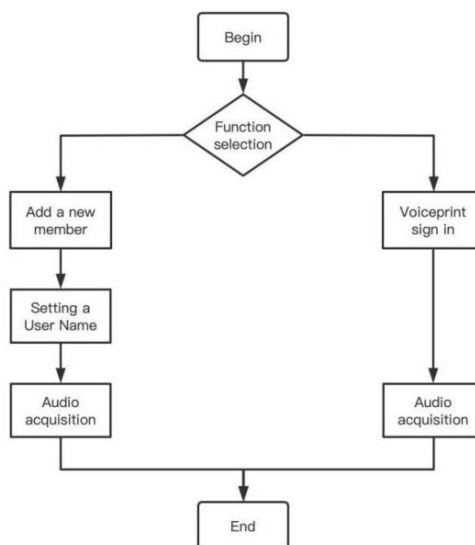 Begin
Function
selection
Add a new
member
Voiceprint
sign in
Setting a
User Name
Audio
acquisition
Audio
acquisition
End